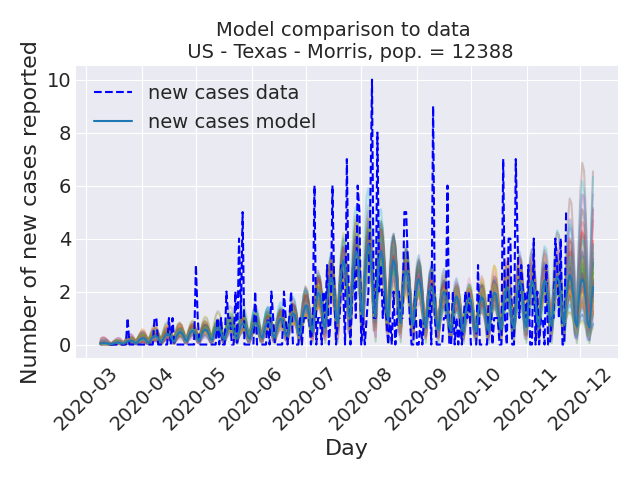 Model comparison to data
US - Texas - Morris, pop. = 12388
Number of new cases reported
10
8
6
4
2
0
new cases data
new cases model
2020-03
2020-04
2020-05
2020-06
2020-07
2020-08
2020-09
2020-10
2020-11
2020-12
Day